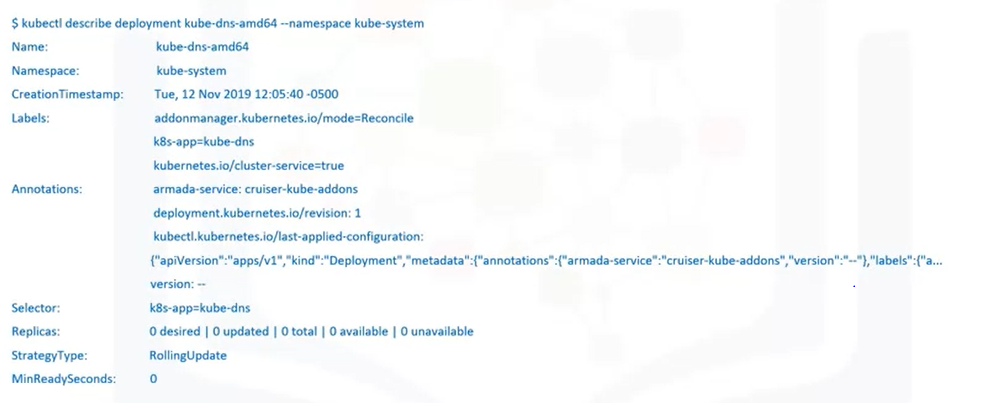 $ kubectl describe deployment kube-dns-amd64 --namespace kube-system
Name: kube-dns-amd64
Namespace: kube-system
CreationTimestamp: Tue, 12 Nov 2019 12:05:40 -0500
Labels: addonmanager.kubernetes.io/mode=Reconcile
k8s-app=kube-dns
kubernetes.io/cluster-service=true
Annotations: armada-service: cruiser-kube-addons
deployment.kubernetes.io/revision: 1
kubectl.kubernetes.io/last-applied-configuration:
{"apiVersion":"apps/v1","kind":"Deployment","metadata":{"annotations":{"armada-service":"cruiser-kube-addons","version":"--"},"labels":{"a...
version: --
Selector: k8s-app=kube-dns
Replicas: 0 desired | 0 updated | 0 total | 0 available | 0 unavailable
StrategyType: RollingUpdate
MinReadySeconds: 0